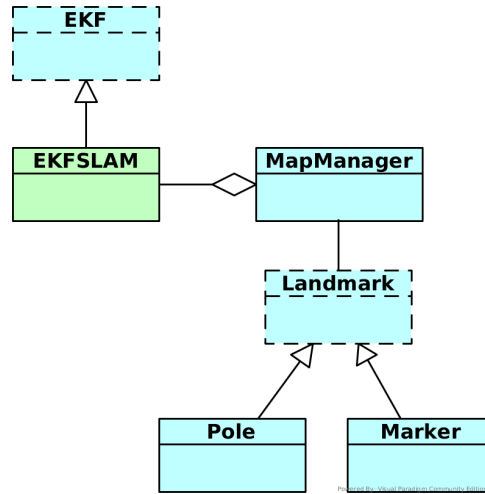 EKF
EKFSLAM
MapManager
Landmark
Pole
Marker
Powered By: Visual Paradigm Community Edition